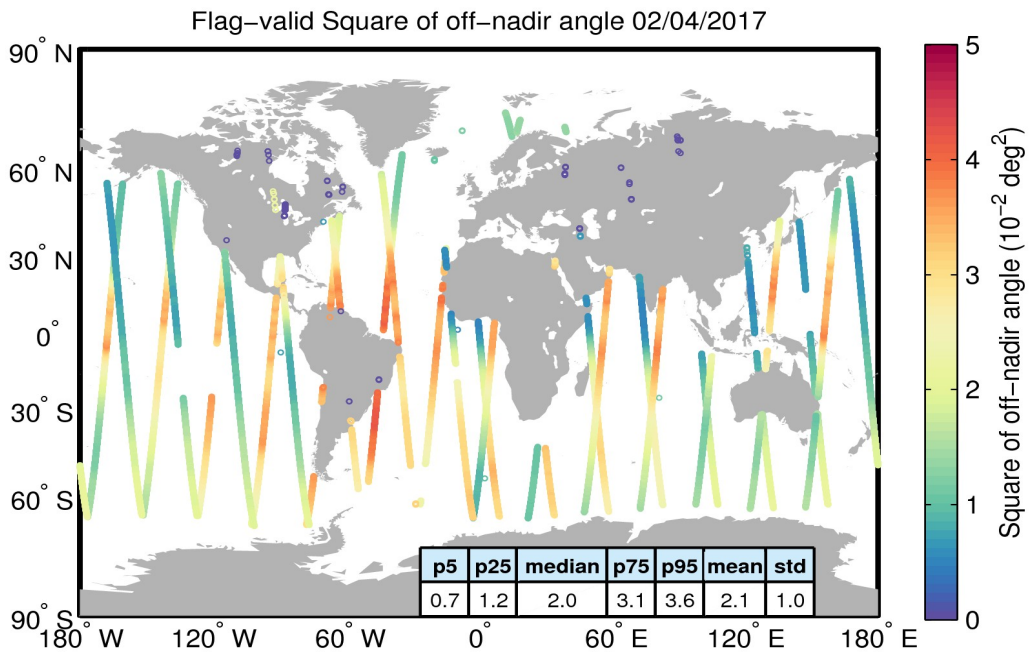 Flag−valid Square of off−nadir angle 02/04/2017
90° N
60° N
30° N
0°
30° S
60° S
90° S
180° W
120° W
60° W
0°
60° E
120° E
180° E
p5 p25 median p75 p95 mean std
0.7 1.2 2.0 3.1 3.6 2.1 1.0
5
4
3
2
1
0
Square of off−nadir angle (10⁻² deg²)